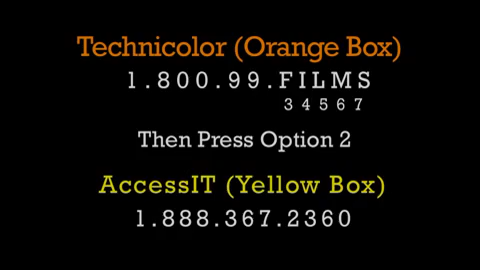 Technicolor (Orange Box)
1.800.99.FILMS
34567
Then Press Option 2
AccessIT (Yellow Box)
1.888.367.2360